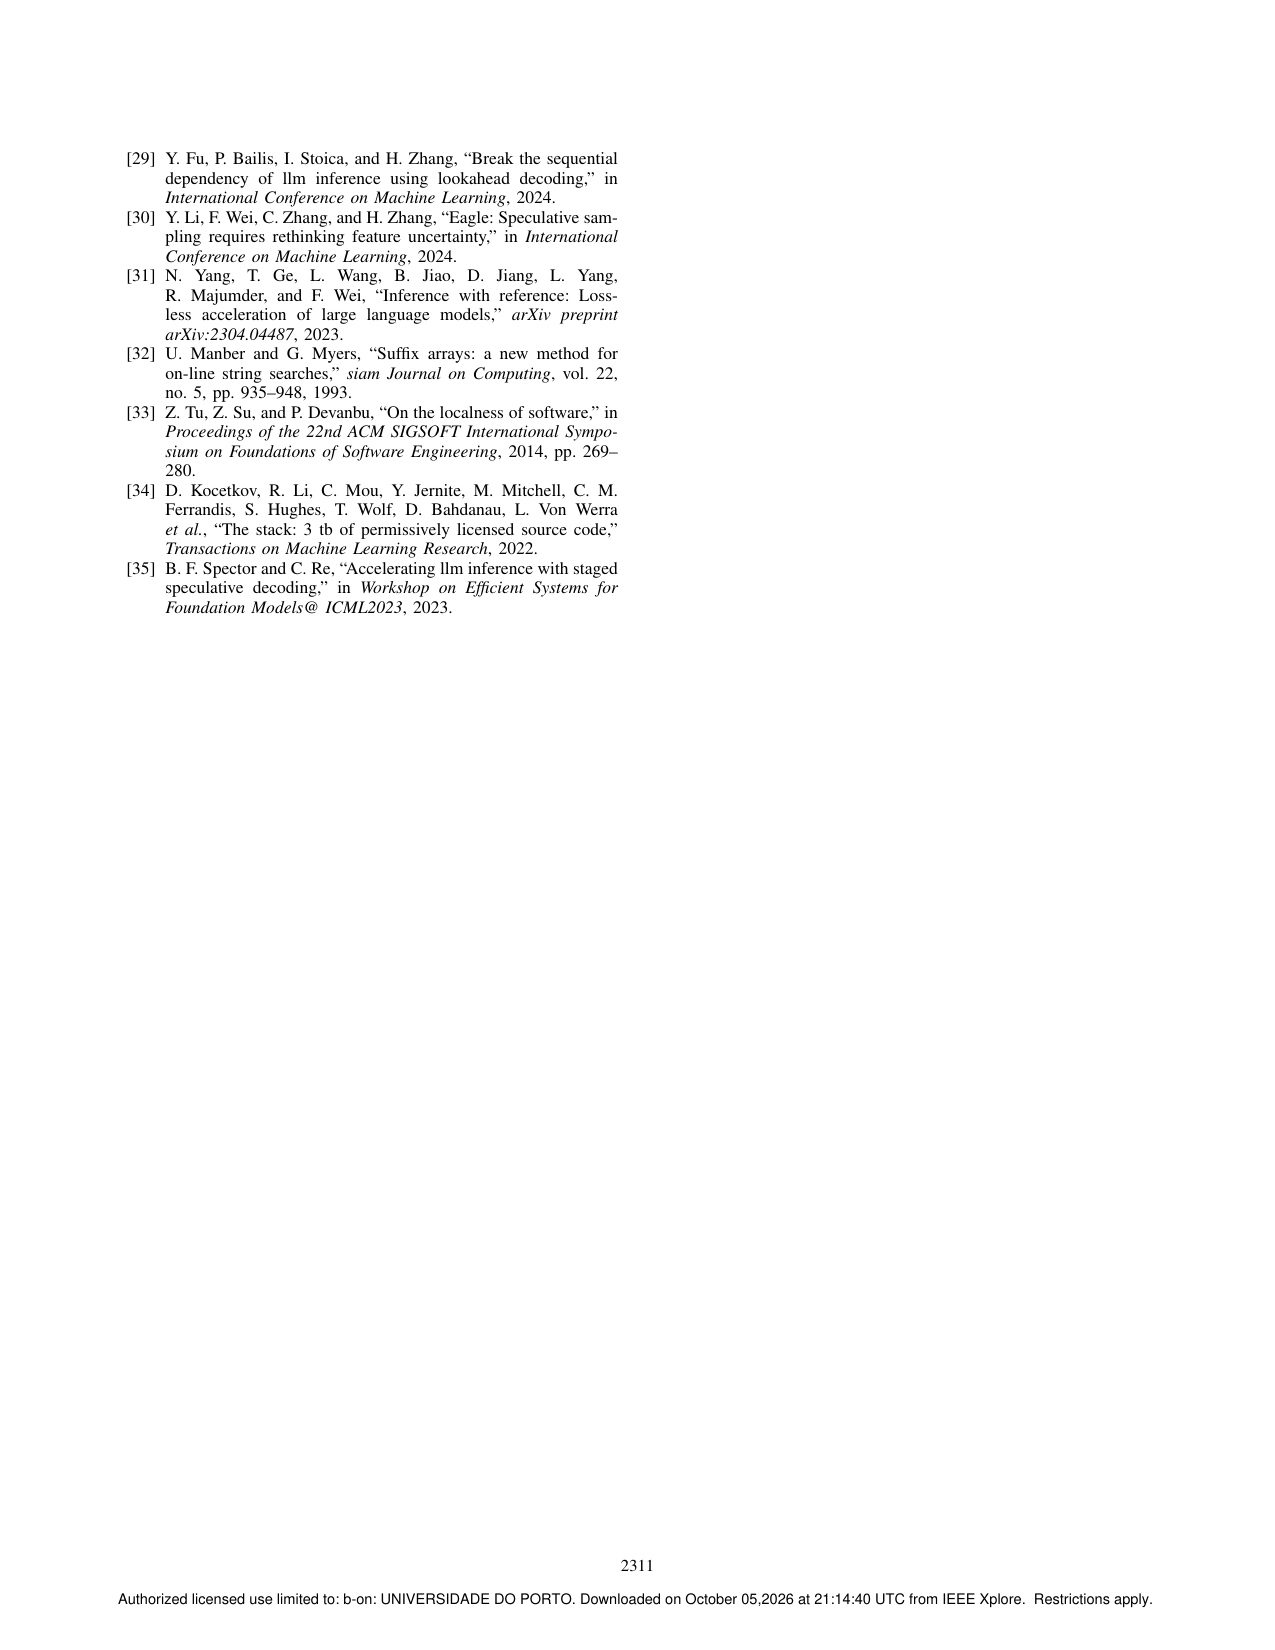 [29] Y. Fu, P. Bailis, I. Stoica, and H. Zhang, “Break the sequential
dependency of llm inference using lookahead decoding,” in
International Conference on Machine Learning, 2024.
[30] Y. Li, F. Wei, C. Zhang, and H. Zhang, “Eagle: Speculative sam-
pling requires rethinking feature uncertainty,” in International
Conference on Machine Learning, 2024.
[31] N. Yang, T. Ge, L. Wang, B. Jiao, D. Jiang, L. Yang,
R. Majumder, and F. Wei, “Inference with reference: Loss-
less acceleration of large language models,” arXiv preprint
arXiv:2304.04487, 2023.
[32] U. Manber and G. Myers, “Suffix arrays: a new method for
on-line string searches,” siam Journal on Computing, vol. 22,
no. 5, pp. 935–948, 1993.
[33] Z. Tu, Z. Su, and P. Devanbu, “On the localness of software,” in
Proceedings of the 22nd ACM SIGSOFT International Sympo-
sium on Foundations of Software Engineering, 2014, pp. 269–
280.
[34] D. Kocetkov, R. Li, C. Mou, Y. Jernite, M. Mitchell, C. M.
Ferrandis, S. Hughes, T. Wolf, D. Bahdanau, L. Von Werra
et al., “The stack: 3 tb of permissively licensed source code,”
Transactions on Machine Learning Research, 2022.
[35] B. F. Spector and C. Re, “Accelerating llm inference with staged
speculative decoding,” in Workshop on Efficient Systems for
Foundation Models@ ICML2023, 2023.
2311
Authorized licensed use limited to: b-on: UNIVERSIDADE DO PORTO. Downloaded on October 05,2026 at 21:14:40 UTC from IEEE Xplore. Restrictions apply.